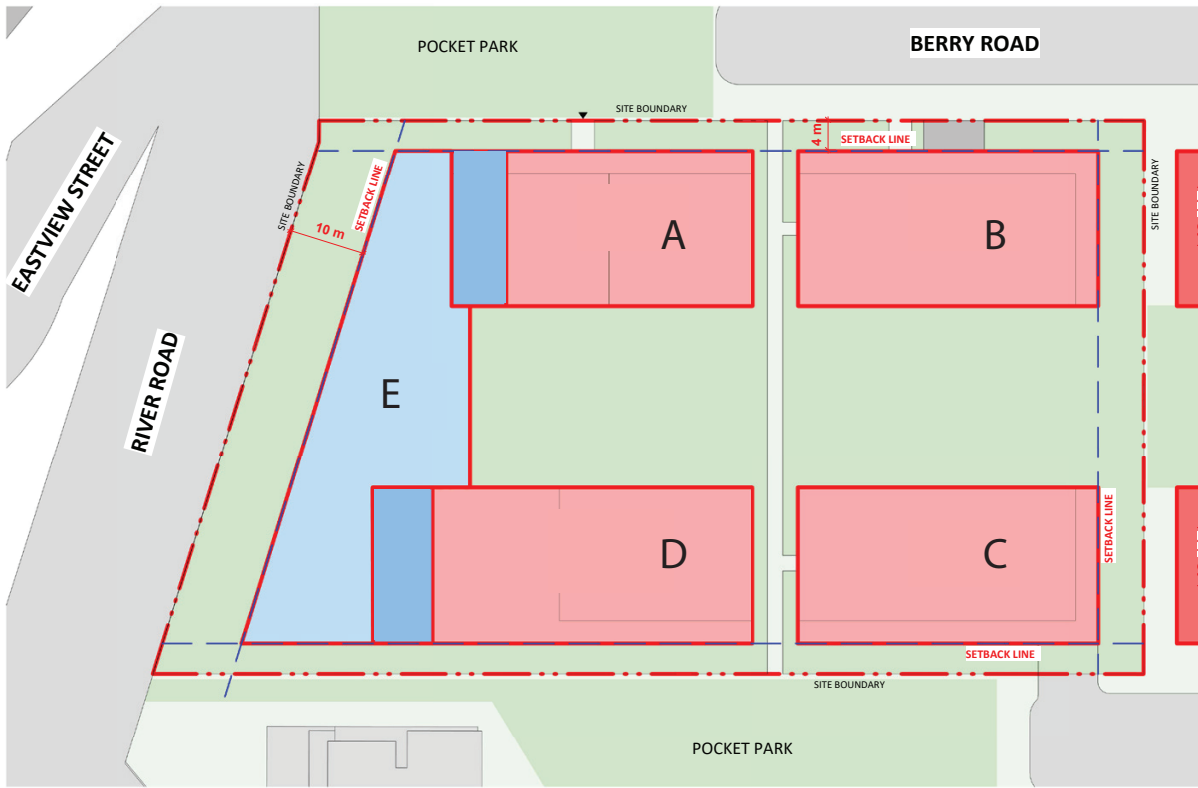 POCKET PARK
BERRY ROAD
SITE BOUNDARY
4 m
SETBACK LINE
EASTVIEW STREET
SITE BOUNDARY
SETBACK LINE
10 m
SITE BOUNDARY
A
B
RIVER ROAD
E
D
C
SETBACK LINE
SETBACK LINE
SITE BOUNDARY
POCKET PARK